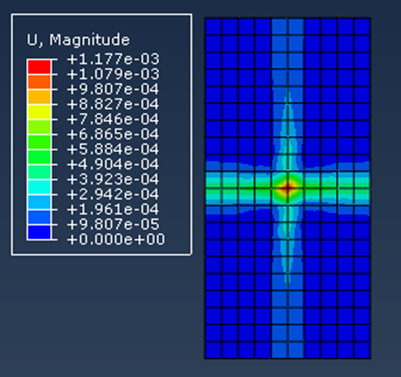 U, Magnitude
+1.177e-03
+1.079e-03
+9.807e-04
+8.827e-04
+7.846e-04
+6.865e-04
+5.884e-04
+4.904e-04
+3.923e-04
+2.942e-04
+1.961e-04
+9.807e-05
+0.000e+00